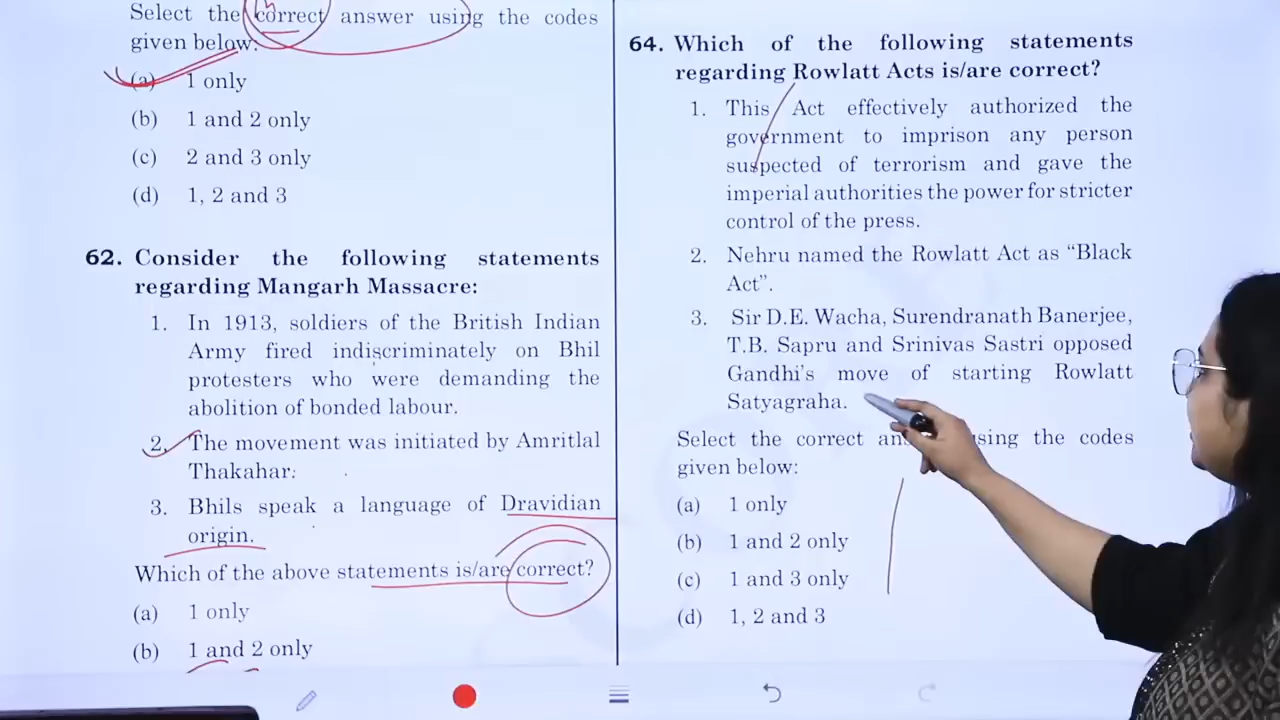 Select the correct answer using the codes
given below:
(a) 1 only
(b) 1 and 2 only
(c) 2 and 3 only
(d) 1, 2 and 3
62. Consider the following statements
regarding Mangarh Massacre:
1. In 1913, soldiers of the British Indian
Army fired indiscriminately on Bhil
protesters who were demanding the
abolition of bonded labour.
2. The movement was initiated by Amritlal
Thakahar.
3. Bhils speak a language of Dravidian
origin.
Which of the above statements is/are correct?
(a) 1 only
(b) 1 and 2 only
64. Which of the following statements
regarding Rowlatt Acts is/are correct?
1. This Act effectively authorized the
government to imprison any person
suspected of terrorism and gave the
imperial authorities the power for stricter
control of the press.
2. Nehru named the Rowlatt Act as “Black
Act”.
3. Sir D.E. Wacha, Surendranath Banerjee,
T.B. Sapru and Srinivas Sastri opposed
Gandhi's move of starting Rowlatt
Satyagraha.
Select the correct using the codes
given below:
(a) 1 only
(b) 1 and 2 only
(c) 1 and 3 only
(d) 1, 2 and 3